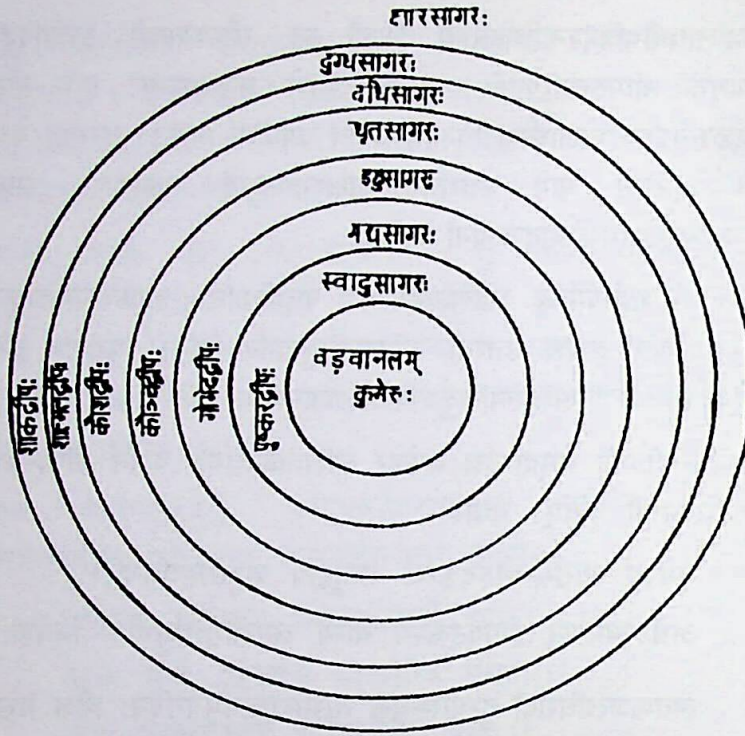 क्षारसागरः
दुग्धसागरः
दधिसागरः
घृतसागरः
इक्षुसागरः
मद्यसागरः
स्वादुसागरः
वड़वानलम्
कुमेरुः
शाकद्वीपः
शाल्मलद्वीपः
कौशद्वीपः
कौञ्चद्वीपः
गोमेदद्वीपः
पुष्करद्वीपः